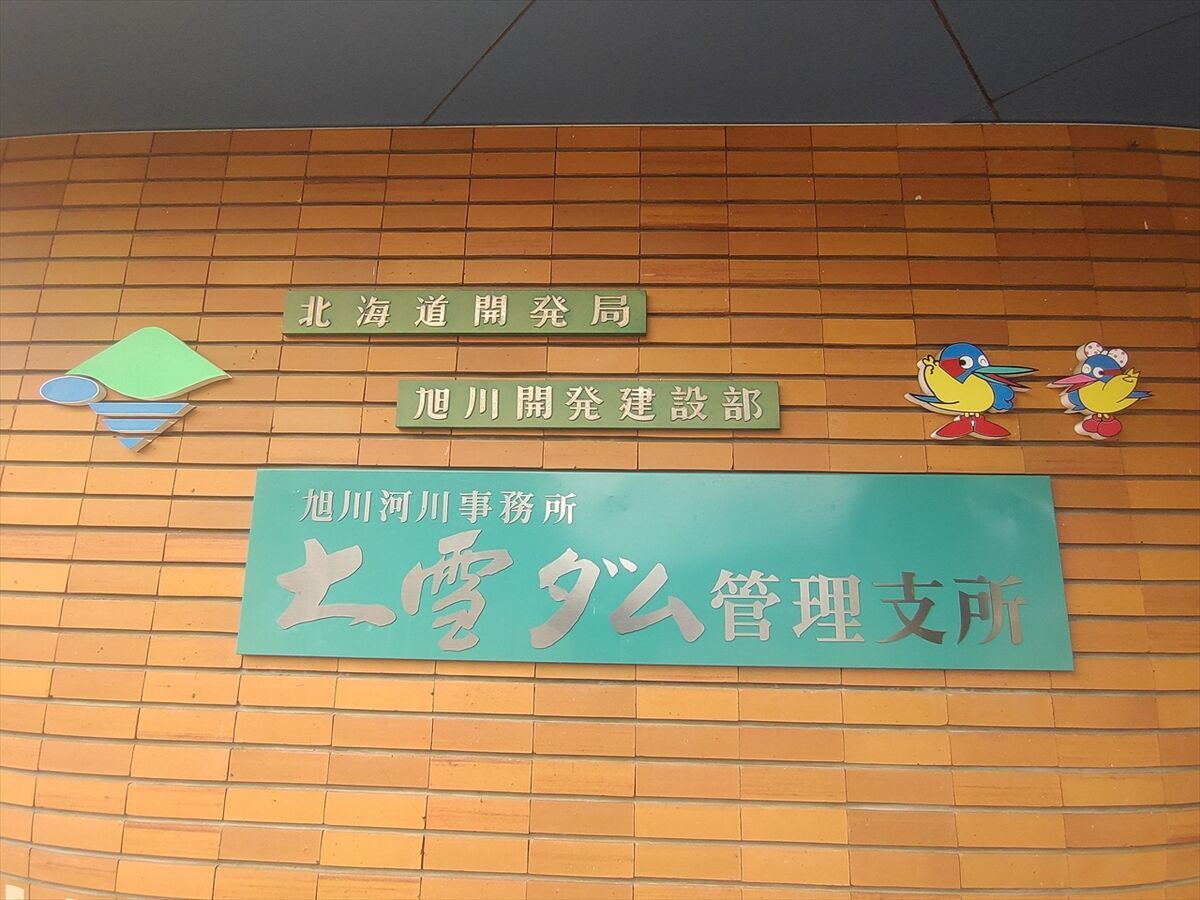 北海道開発局
旭川開発建設部
旭川河川事務所
大雪ダム管理支所